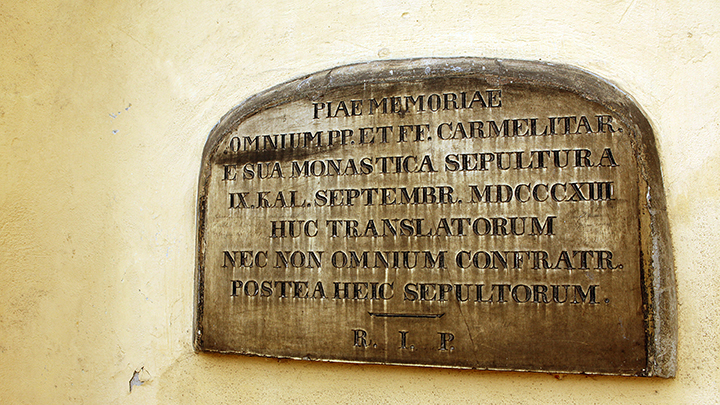 PIAE MEMORIAE
OMNIUM PP. ET FF. CARMELITAR.
E SUA MONASTICA SEPULTURA
IX. KAL. SEPTEMBR. MDCCCXIII
HUC TRANSLATORUM
NEC NON OMNIUM CONFRATR.
POSTEA HEIC SEPULTORUM.
R. I. P.